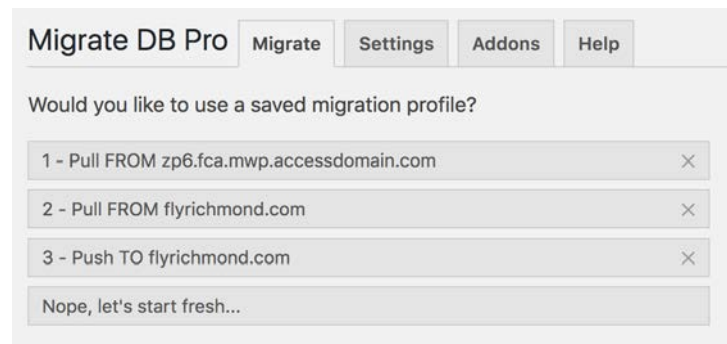 Migrate DB Pro Migrate Settings Addons Help
Would you like to use a saved migration profile?
1 - Pull FROM zp6.fca.mwp.accessdomain.com
2 - Pull FROM flyrichmond.com
3 - Push TO flyrichmond.com
Nope, let's start fresh...